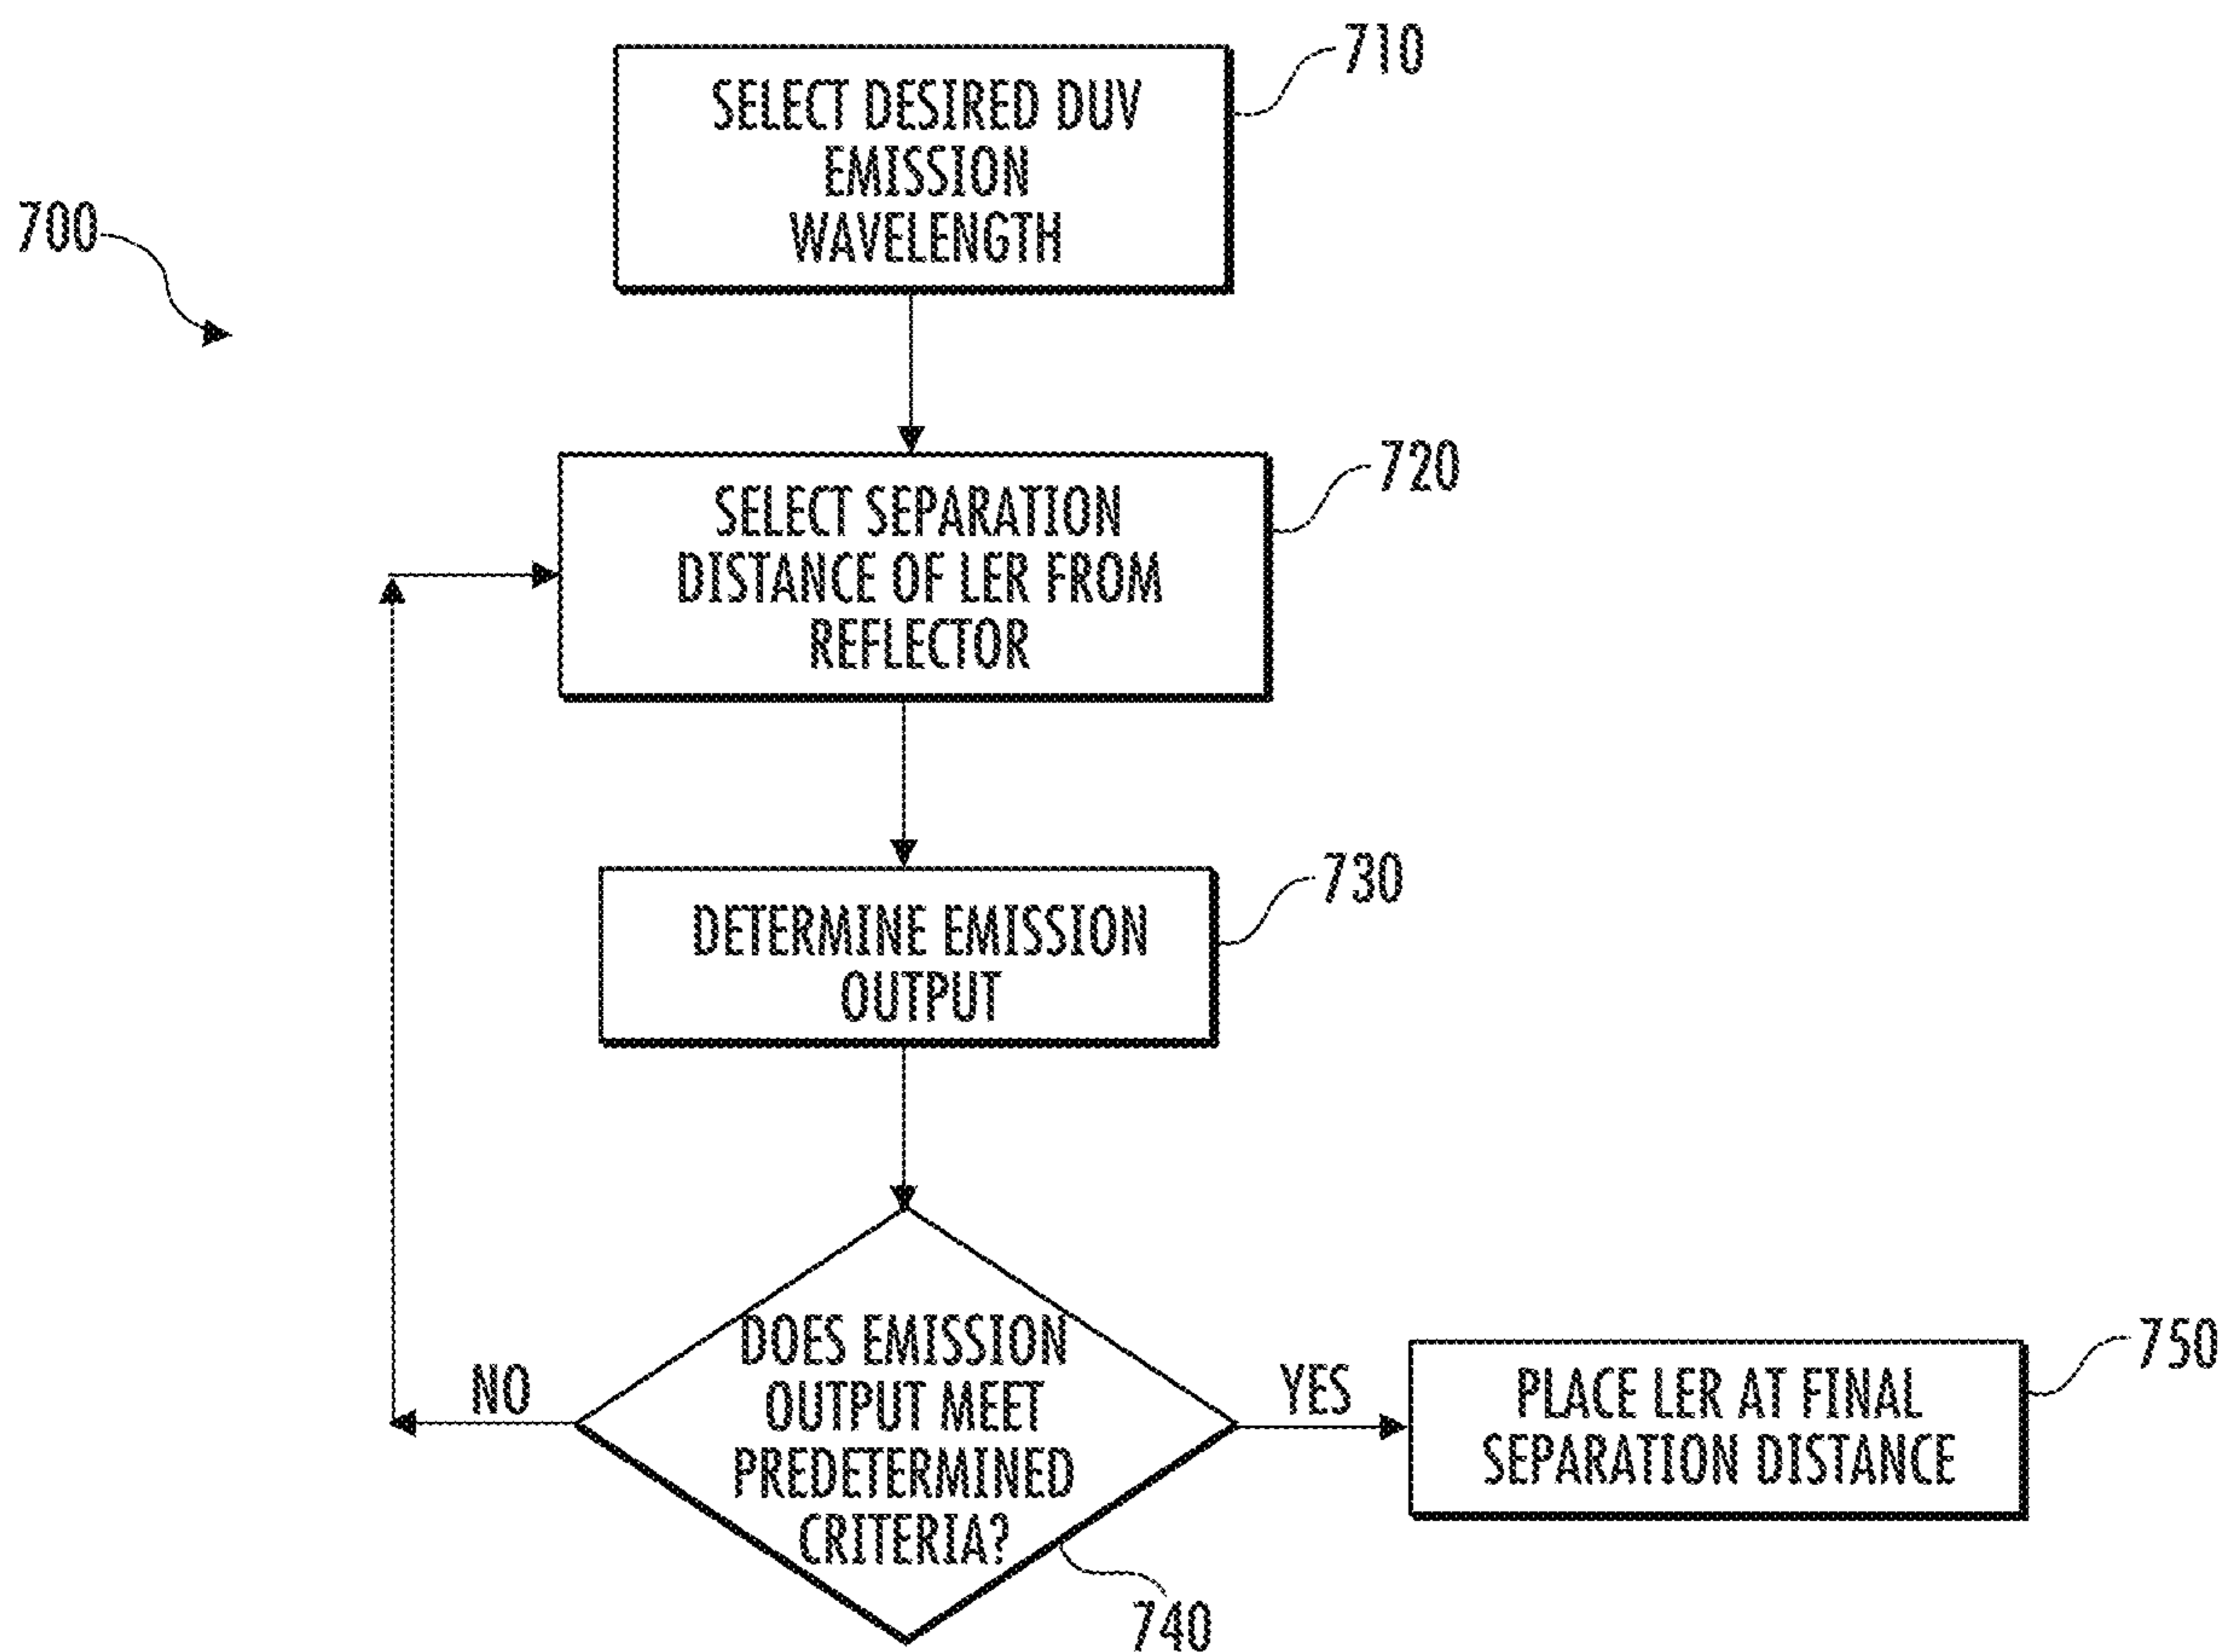 710
SELECT DESIRED DUV
EMISSION
WAVELENGTH
700
720
SELECT SEPARATION
DISTANCE OF LER FROM
REFLECTOR
730
DETERMINE EMISSION
OUTPUT
DOES EMISSION
OUTPUT MEET
PREDETERMINED
CRITERIA?
NO
YES
750
PLACE LER AT FINAL
SEPARATION DISTANCE
740